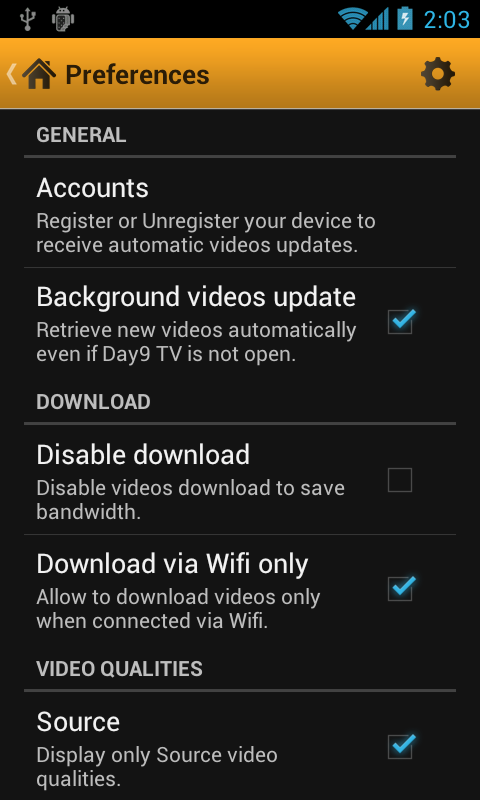 2:03
Preferences
GENERAL
Accounts
Register or Unregister your device to
receive automatic videos updates.
Background videos update
Retrieve new videos automatically
even if Day9 TV is not open.
DOWNLOAD
Disable download
Disable videos download to save
bandwidth.
Download via Wifi only
Allow to download videos only
when connected via Wifi.
VIDEO QUALITIES
Source
Display only Source video
qualities.